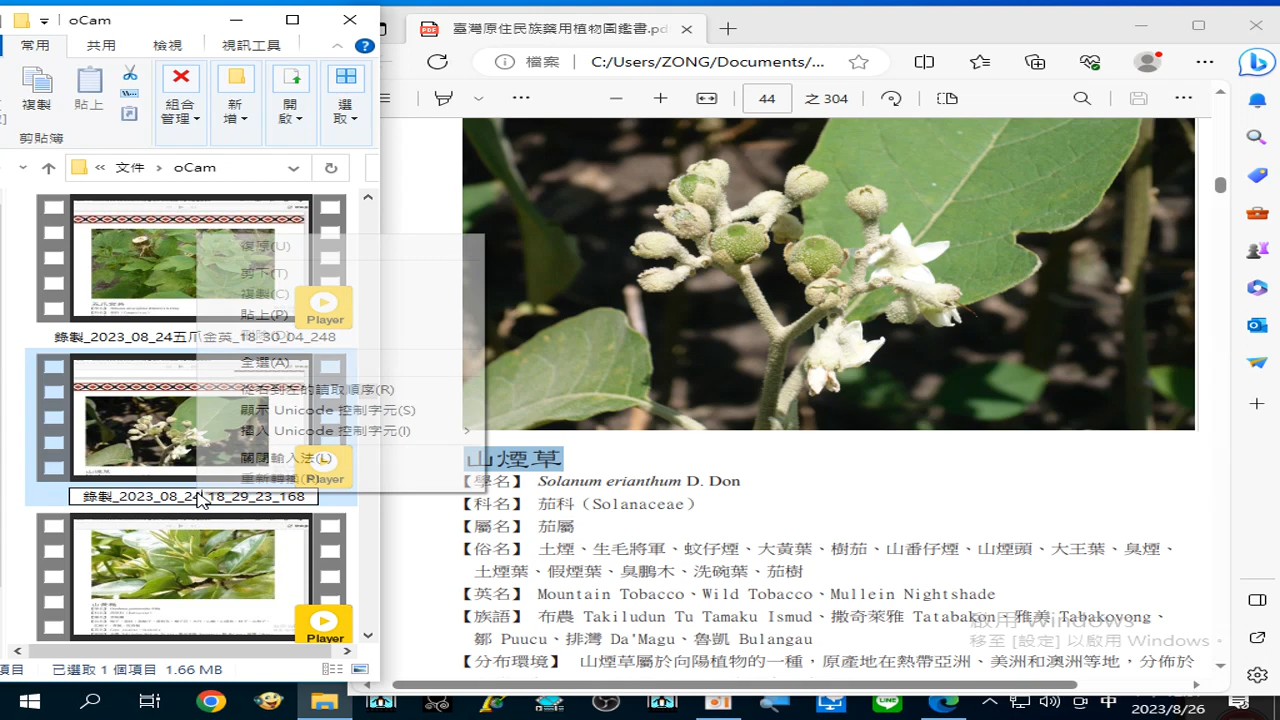 oCam
常用
共用
檢視
視訊工具
複製
貼上
組合
管理
新
增
開
啟
選
取
剪貼簿
文件
oCam
Player
錄製_2023_08_24五爪金英_18_30_04_248
復原(U)
剪下(T)
複製(C)
貼上(P)
刪除(D)
全選(A)
從右到左的讀取順序(R)
顯示 Unicode 控制字元(S)
插入 Unicode 控制字元(I)
關閉輸入法(L)
重新轉換(R)
Player
錄製_2023_08_24_18_29_23_168
Player
項目
已選取 1 個項目 1.66 MB
PDF
臺灣原住民族藥用植物圖鑑書.pd
檔案
C:/Users/ZONG/Documents/...
44
之 304
山煙草
【學名】 Solanum erianthum D. Don
【科名】 茄科（Solanaceae）
【屬名】 茄屬
【俗名】 土煙、生毛將軍、蚊仔煙、大黃葉、樹茄、山番仔煙、山煙頭、大王葉、臭煙、
土煙葉、假煙葉、臭鵬木、洗碗葉、茄樹
【英名】 Mountain Tobacco、Wild Tobacco、Mullein Nightshade
【族語】 布農 Takiludun Tu Tamaku Ismud、撒奇萊雅 Tatabakon、雅美 Tabakoyong、
鄒 Puucu、排灣 Da'Magu、魯凱 Bulangau
【分布環境】 山煙草屬於向陽植物的一種，原產地在熱帶亞洲、美洲和澳洲等地，分佈於
啟用 Windows
移至 [設定] 以啟用 Windows。
LINE
中
2023/8/26